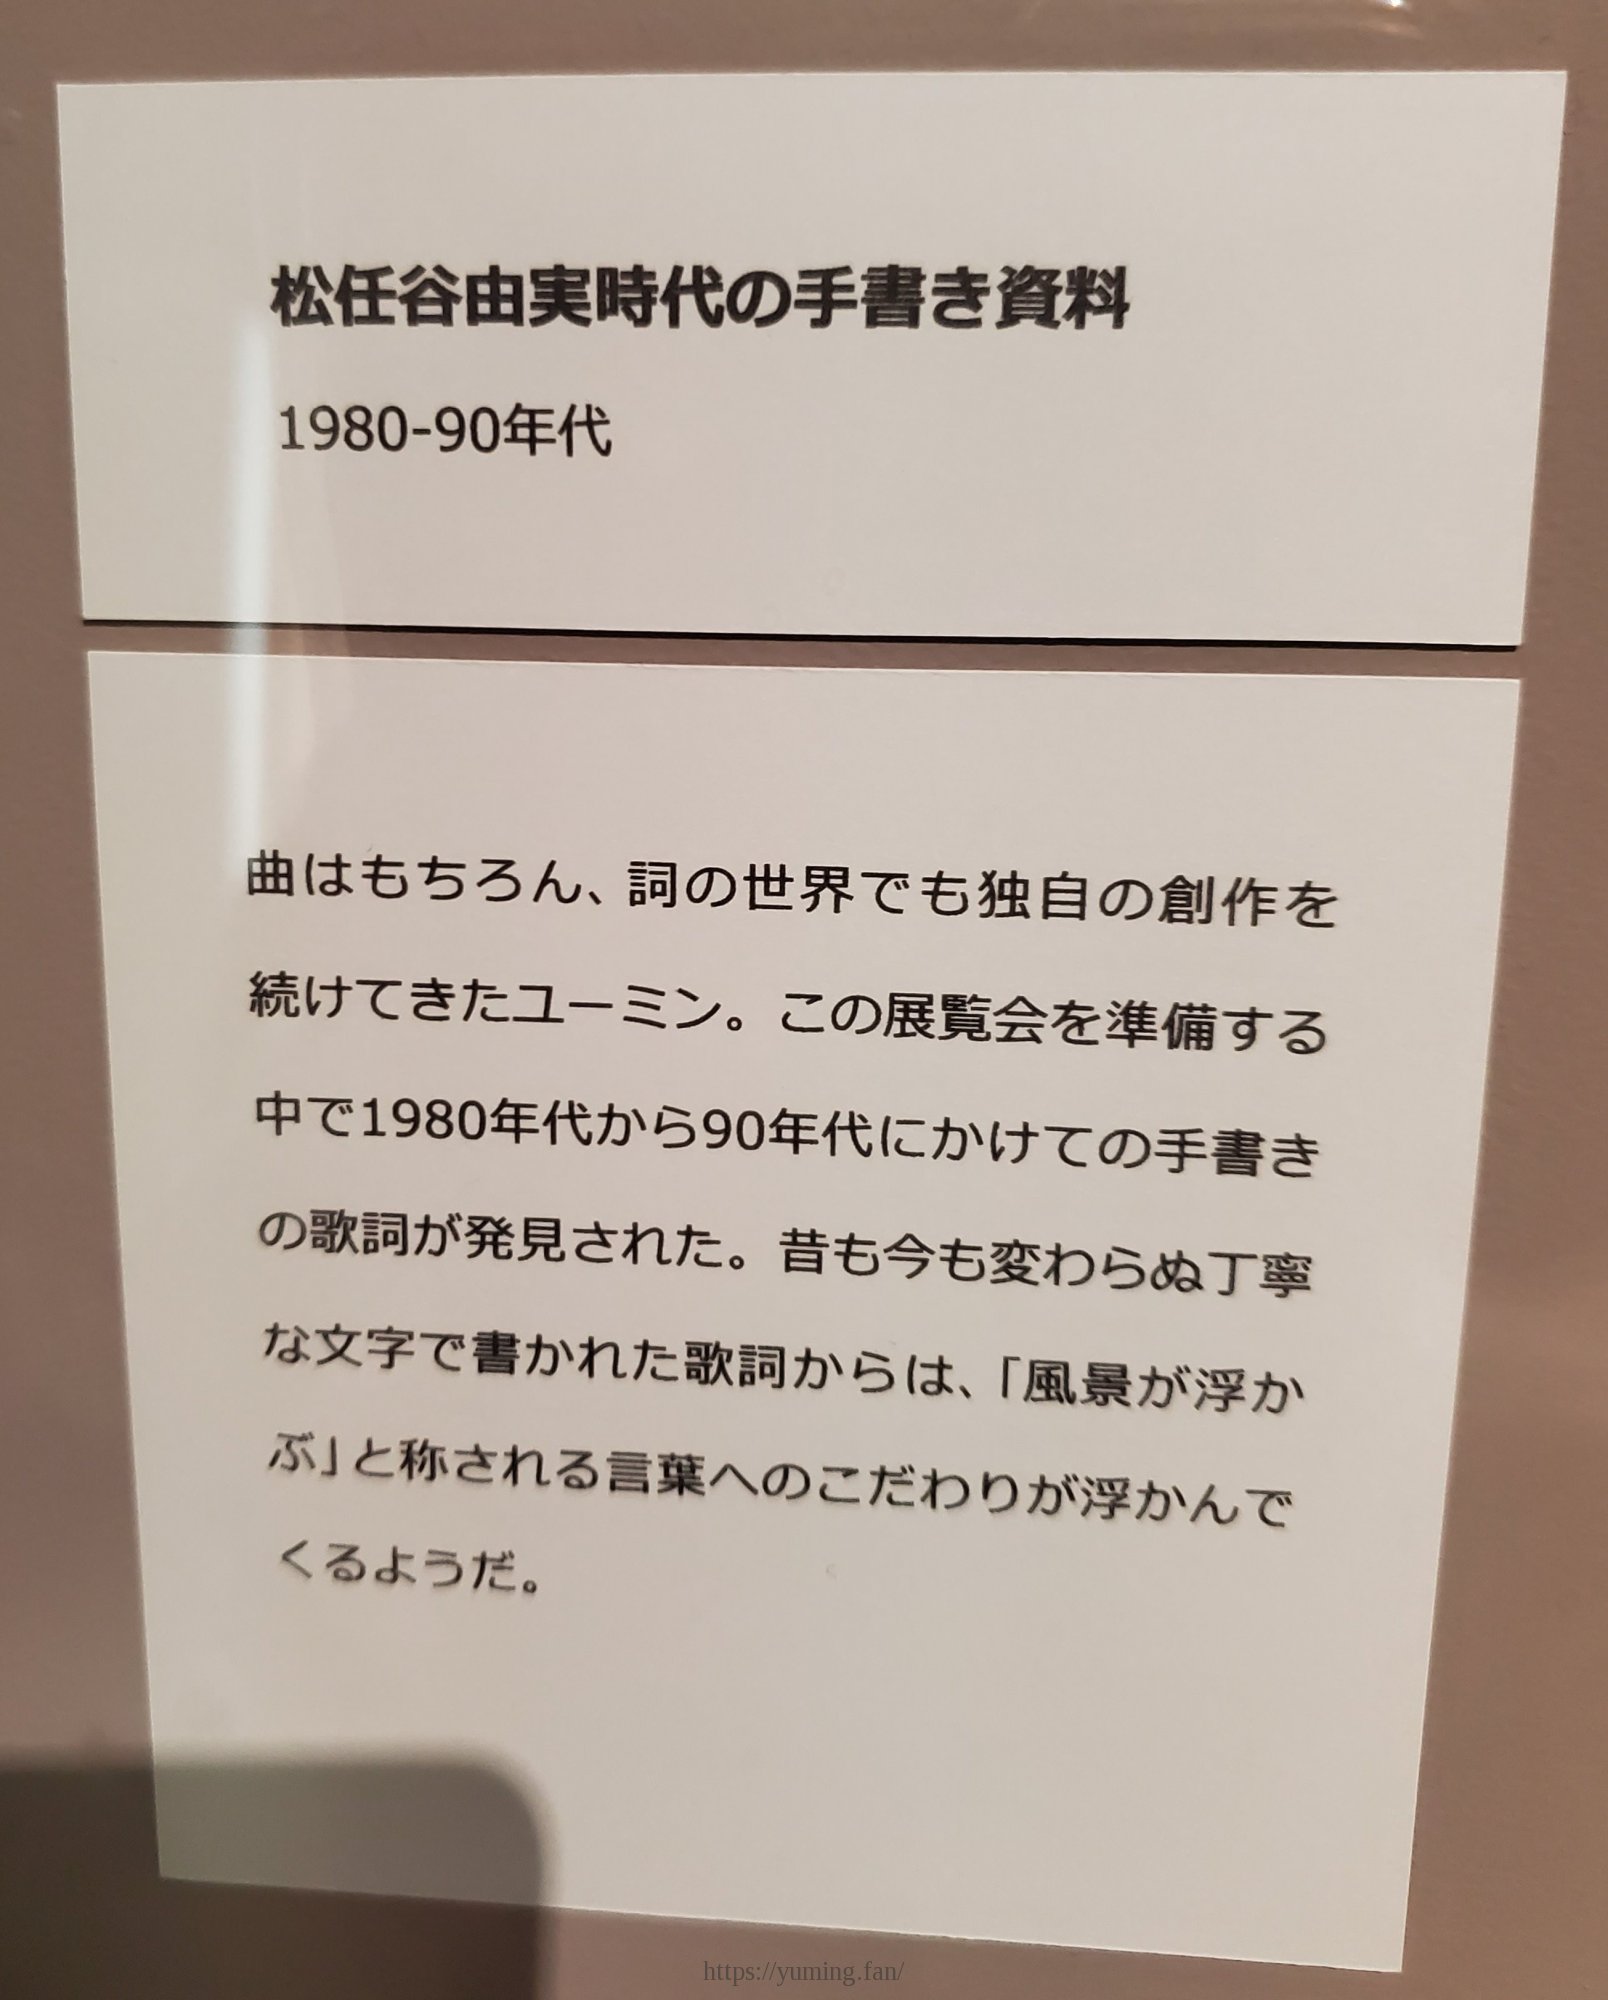 松任谷由実時代の手書き資料
1980-90年代
曲はもちろん、詞の世界でも独自の創作を
続けてきたユーミン。この展覧会を準備する
中で1980年代から90年代にかけての手書き
の歌詞が発見された。昔も今も変わらぬ丁寧
な文字で書かれた歌詞からは、「風景が浮か
ぶ」と称される言葉へのこだわりが浮かんで
くるようだ。
https://yuming.fan/